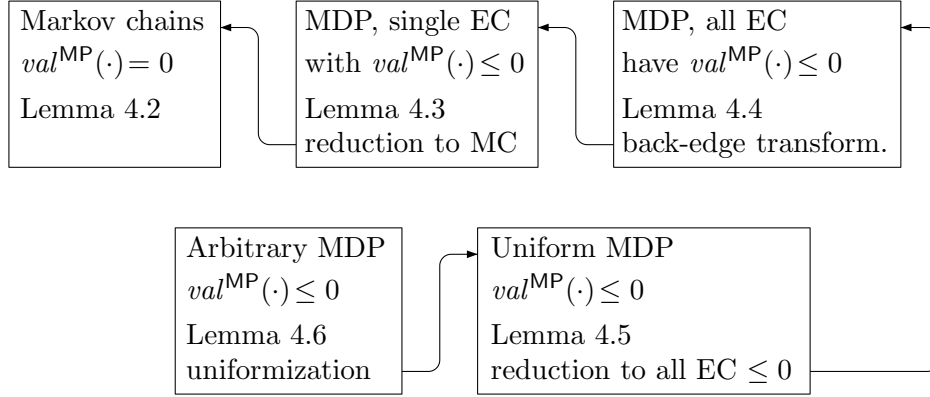 Markov chains
val^MP(·) = 0
Lemma 4.2
MDP, single EC
with val^MP(·) ≤ 0
Lemma 4.3
reduction to MC
MDP, all EC
have val^MP(·) ≤ 0
Lemma 4.4
back-edge transform.
Arbitrary MDP
val^MP(·) ≤ 0
Lemma 4.6
uniformization
Uniform MDP
val^MP(·) ≤ 0
Lemma 4.5
reduction to all EC ≤ 0